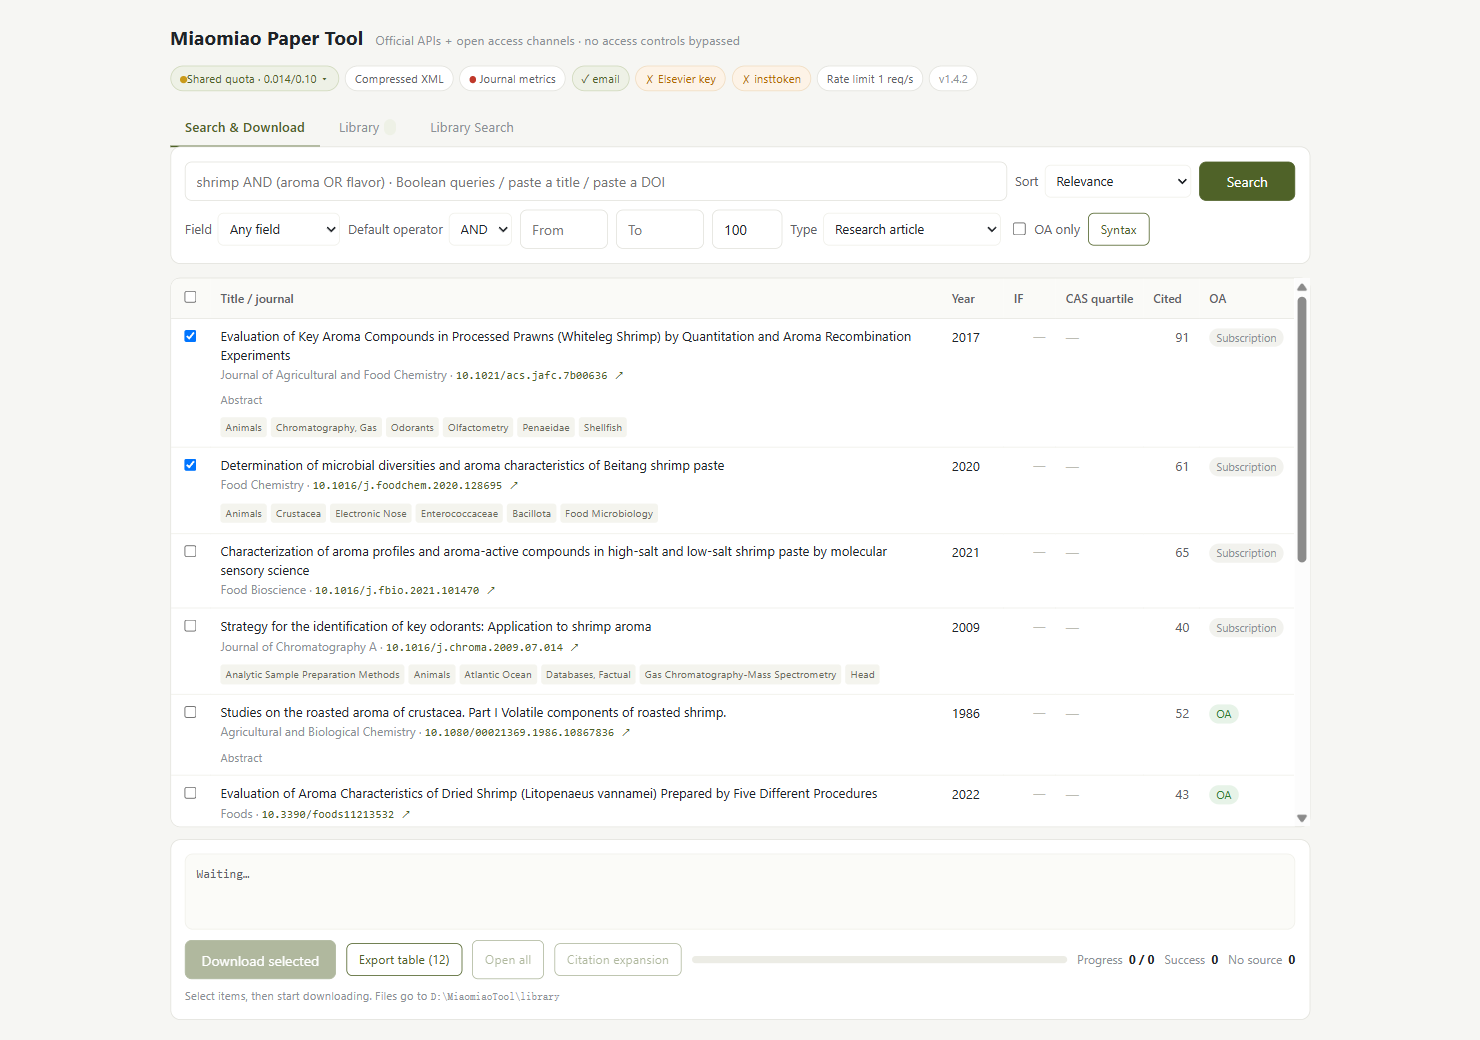 Miaomiao Paper Tool Official APIs + open access channels · no access controls bypassed
Shared quota · 0.014/0.10 Compressed XML Journal metrics ✓ email ✗ Elsevier key ✗ insttoken Rate limit 1 req/s v1.4.2
Search & Download Library Library Search
shrimp AND (aroma OR flavor) · Boolean queries / paste a title / paste a DOI Sort Relevance Search
Field Any field Default operator AND From To 100 Type Research article OA only Syntax
Title / journal Year IF CAS quartile Cited OA
Evaluation of Key Aroma Compounds in Processed Prawns (Whiteleg Shrimp) by Quantitation and Aroma Recombination 2017 — — 91 Subscription
Experiments
Journal of Agricultural and Food Chemistry · 10.1021/acs.jafc.7b00636 ↗
Abstract
Animals Chromatography, Gas Odorants Olfactometry Penaeidae Shellfish
Determination of microbial diversities and aroma characteristics of Beitang shrimp paste 2020 — — 61 Subscription
Food Chemistry · 10.1016/j.foodchem.2020.128695 ↗
Animals Crustacea Electronic Nose Enterococcaceae Bacillota Food Microbiology
Characterization of aroma profiles and aroma-active compounds in high-salt and low-salt shrimp paste by molecular 2021 — — 65 Subscription
sensory science
Food Bioscience · 10.1016/j.fbio.2021.101470 ↗
Strategy for the identification of key odorants: Application to shrimp aroma 2009 — — 40 Subscription
Journal of Chromatography A · 10.1016/j.chroma.2009.07.014 ↗
Analytic Sample Preparation Methods Animals Atlantic Ocean Databases, Factual Gas Chromatography-Mass Spectrometry Head
Studies on the roasted aroma of crustacea. Part I Volatile components of roasted shrimp. 1986 — — 52 OA
Agricultural and Biological Chemistry · 10.1080/00021369.1986.10867836 ↗
Abstract
Evaluation of Aroma Characteristics of Dried Shrimp (Litopenaeus vannamei) Prepared by Five Different Procedures 2022 — — 43 OA
Foods · 10.3390/foods11213532 ↗
Waiting…
Download selected Export table (12) Open all Citation expansion Progress 0 / 0 Success 0 No source 0
Select items, then start downloading. Files go to D:\MiaomiaoTool\library